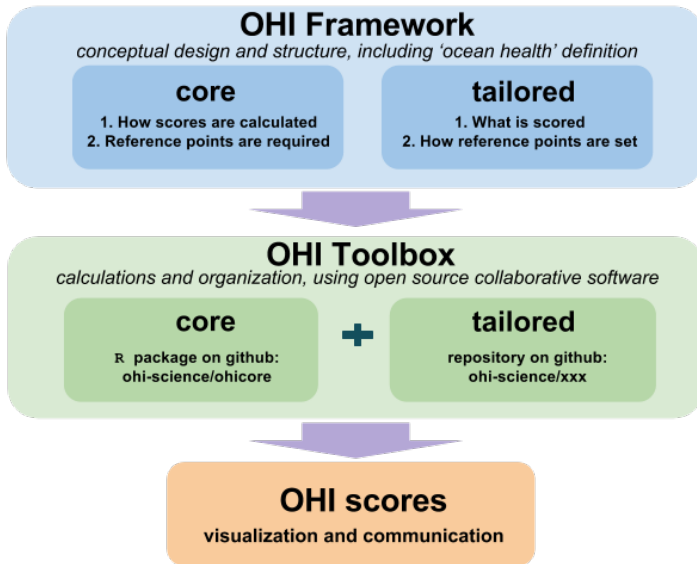 OHI Framework
conceptual design and structure, including ‘ocean health’ definition
core
1. How scores are calculated
2. Reference points are required
tailored
1. What is scored
2. How reference points are set
OHI Toolbox
calculations and organization, using open source collaborative software
core
R package on github:
ohi-science/ohicore
+
tailored
repository on github:
ohi-science/xxx
OHI scores
visualization and communication